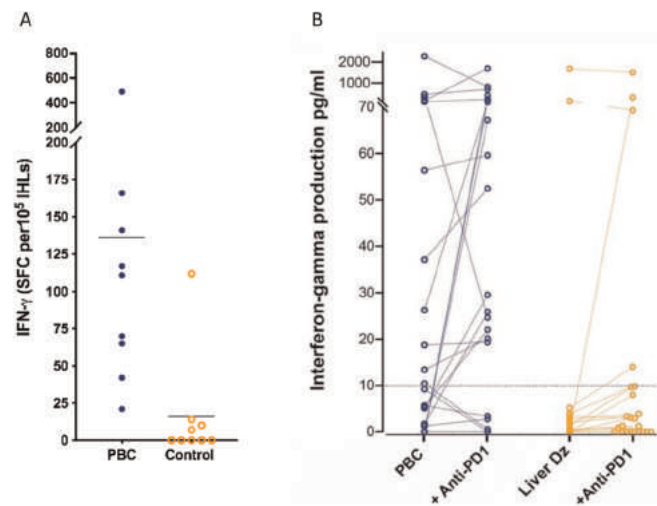 A
IFN-γ (SFC per10⁵ IHLs)
800
600
400
200
200
175
150
125
100
75
50
25
0
PBC
Control
B
Interferon-gamma production pg/ml
2000
1000
70
60
50
40
30
20
10
0
PBC
+ Anti-PD1
Liver Dz
+Anti-PD1